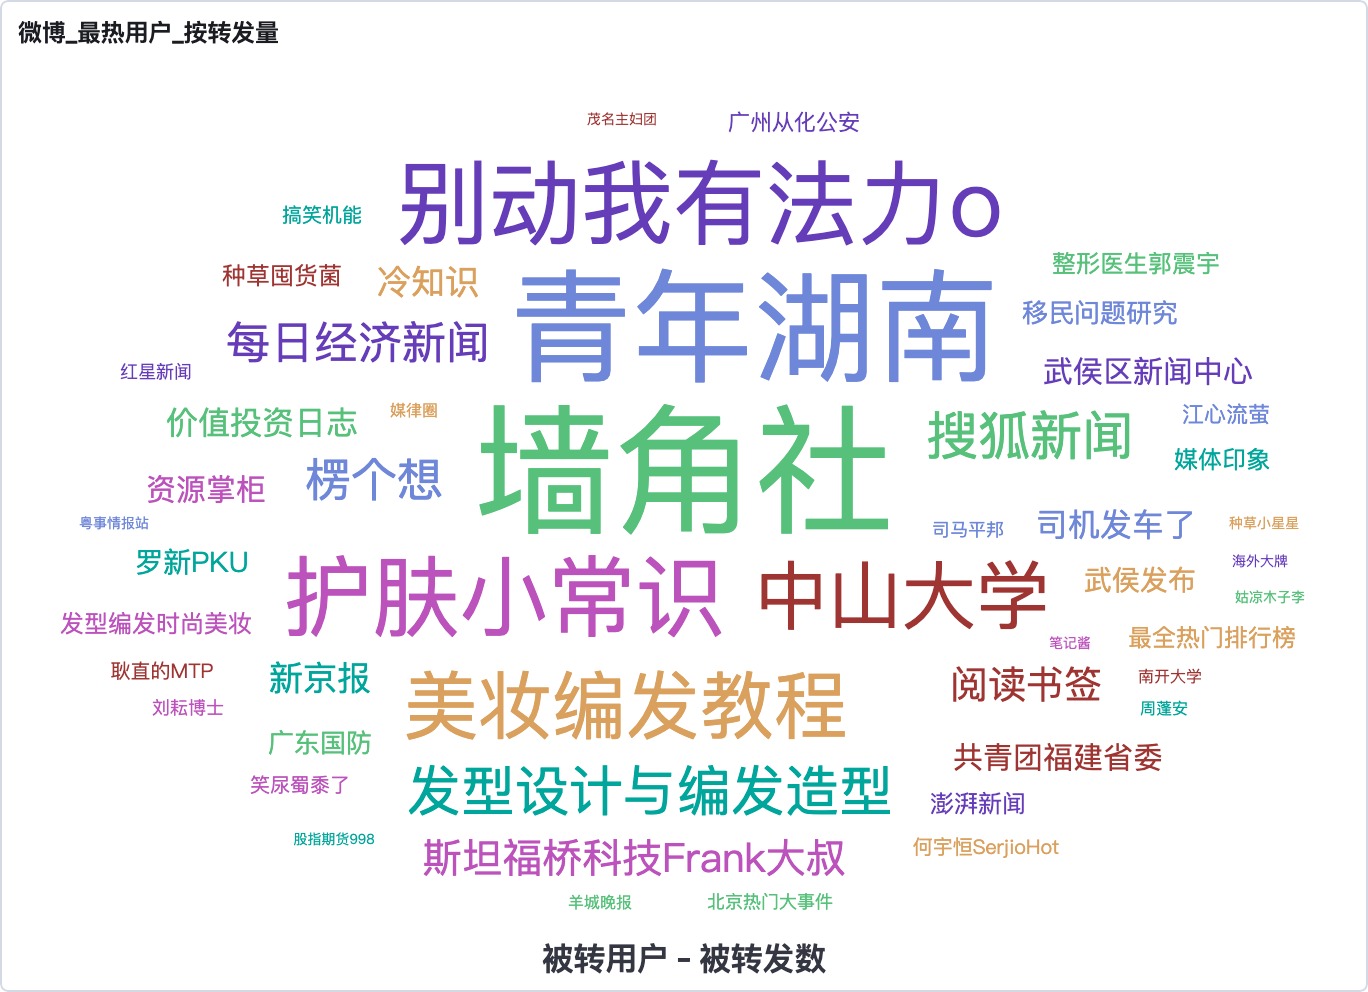 微博_最热用户_按转发量
茂名主妇团
广州从化公安
别动我有法力o
搞笑机能
整形医生郭震宇
种草囤货菌
冷知识
青年湖南
移民问题研究
每日经济新闻
红星新闻
武侯区新闻中心
价值投资日志
媒律圈
墙角社
搜狐新闻
江心流萤
媒体印象
资源掌柜
楞个想
粤事情报站
司马平邦
司机发车了
种草小星星
罗新PKU
海外大牌
护肤小常识
中山大学
武侯发布
姑凉木子李
发型编发时尚美妆
笔记酱
最全热门排行榜
耿直的MTP
新京报
美妆编发教程
阅读书签
南开大学
刘耘博士
周蓬安
广东国防
共青团福建省委
笑尿蜀黍了
发型设计与编发造型
澎湃新闻
股指期货998
斯坦福桥科技Frank大叔
何宇恒SerjioHot
羊城晚报
北京热门大事件
被转用户 - 被转发数